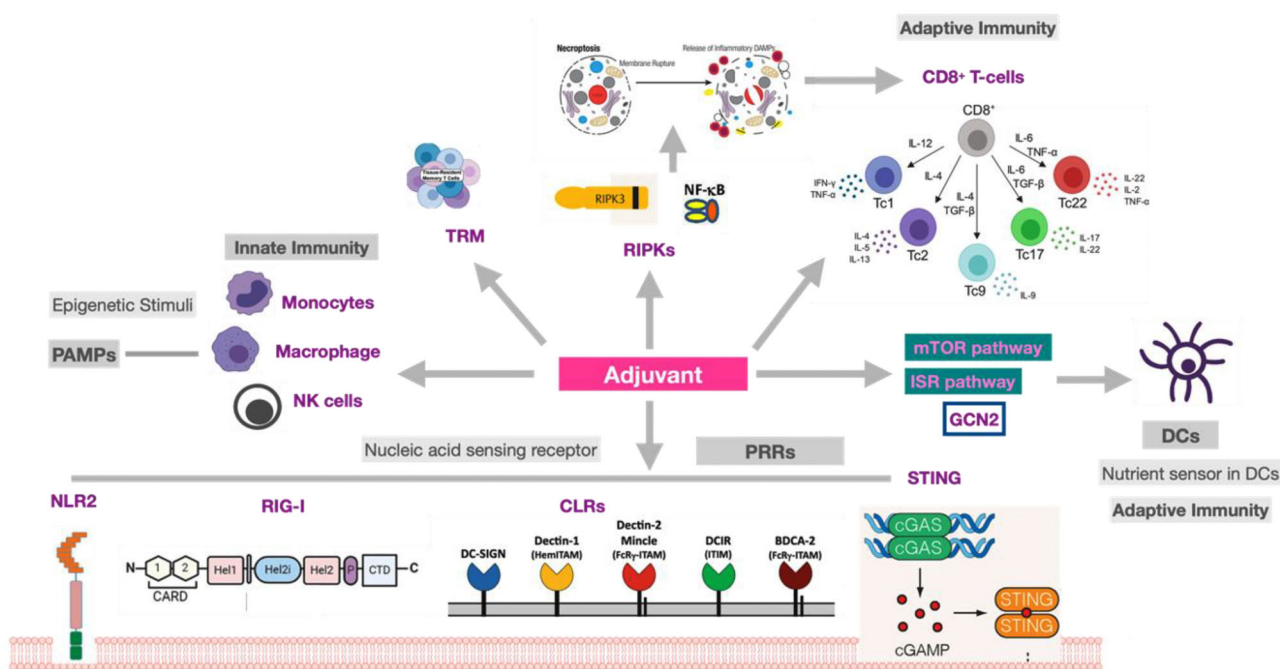 Adaptive Immunity
CD8+ T-cells
Necroptosis
Membrane Rupture
Release of Inflammatory DAMPs
CD8+
IL-12
IL-6
TNF-α
IL-4
IL-6
TGF-β
IL-4
TGF-β
IFN-γ
TNF-α
Tc1
Tc22
IL-22
IL-2
TNF-α
IL-4
IL-5
IL-13
Tc2
Tc17
IL-17
IL-22
Tc9
IL-9
Tissue-Resident
Memory T Cells
TRM
RIPK3
NF-κB
RIPKs
Innate Immunity
Epigenetic Stimuli
Monocytes
PAMPs
Macrophage
NK cells
Adjuvant
mTOR pathway
ISR pathway
GCN2
DCs
Nutrient sensor in DCs
Adaptive Immunity
Nucleic acid sensing receptor
PRRs
NLR2
RIG-I
CLRs
STING
N
1
2
Hel1
Hel2i
Hel2
P
CTD
C
CARD
DC-SIGN
Dectin-1
(HemITAM)
Dectin-2
Mincle
(FcRγ-ITAM)
DCIR
(ITIM)
BDCA-2
(FcRγ-ITAM)
cGAS
cGAS
cGAMP
STING
STING